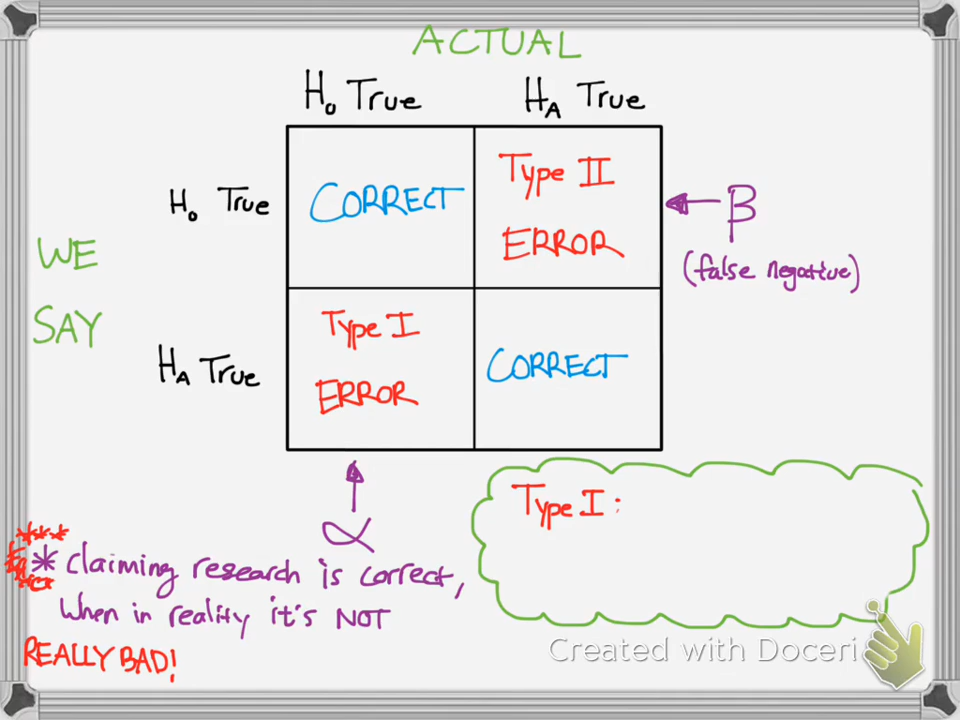 ACTUAL
H0 True HA True
H0 True CORRECT Type II ERROR β
(false negative)
WE
SAY
HA True Type I ERROR CORRECT
α
Type I:
*** * claiming research is correct,
When in reality it's NOT
REALLY BAD!
Created with Doceri